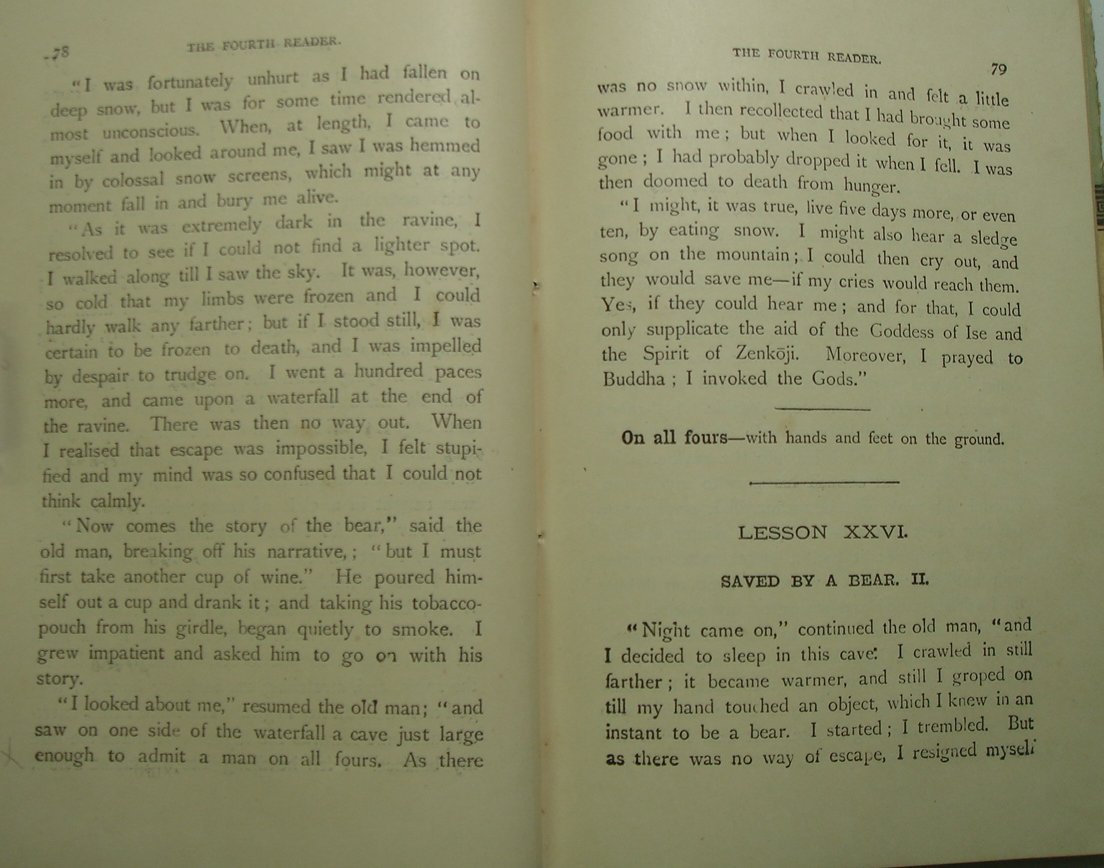 78
THE FOURTH READER.
"I was fortunately unhurt as I had fallen on
deep snow, but I was for some time rendered al-
most unconscious. When, at length, I came to
myself and looked around me, I saw I was hemmed
in by colossal snow screens, which might at any
moment fall in and bury me alive.
"As it was extremely dark in the ravine, I
resolved to see if I could not find a lighter spot.
I walked along till I saw the sky. It was, however,
so cold that my limbs were frozen and I could
hardly walk any farther; but if I stood still, I was
certain to be frozen to death, and I was impelled
by despair to trudge on. I went a hundred paces
more, and came upon a waterfall at the end of
the ravine. There was then no way out. When
I realised that escape was impossible, I felt stupi-
fied and my mind was so confused that I could not
think calmly.
"Now comes the story of the bear," said the
old man, breaking off his narrative,; "but I must
first take another cup of wine." He poured him-
self out a cup and drank it; and taking his tobacco-
pouch from his girdle, began quietly to smoke. I
grew impatient and asked him to go on with his
story.
"I looked about me," resumed the old man; "and
saw on one side of the waterfall a cave just large
enough to admit a man on all fours. As there
THE FOURTH READER.
79
was no snow within, I crawled in and felt a little
warmer. I then recollected that I had brought some
food with me; but when I looked for it, it was
gone; I had probably dropped it when I fell. I was
then doomed to death from hunger.
"I might, it was true, live five days more, or even
ten, by eating snow. I might also hear a sledge
song on the mountain; I could then cry out, and
they would save me—if my cries would reach them.
Yes, if they could hear me; and for that, I could
only supplicate the aid of the Goddess of Ise and
the Spirit of Zenkōji. Moreover, I prayed to
Buddha; I invoked the Gods."
On all fours—with hands and feet on the ground.
LESSON XXVI.
SAVED BY A BEAR. II.
"Night came on," continued the old man, "and
I decided to sleep in this cave. I crawled in still
farther; it became warmer, and still I groped on
till my hand touched an object, which I knew in an
instant to be a bear. I started; I trembled. But
as there was no way of escape, I resigned myself